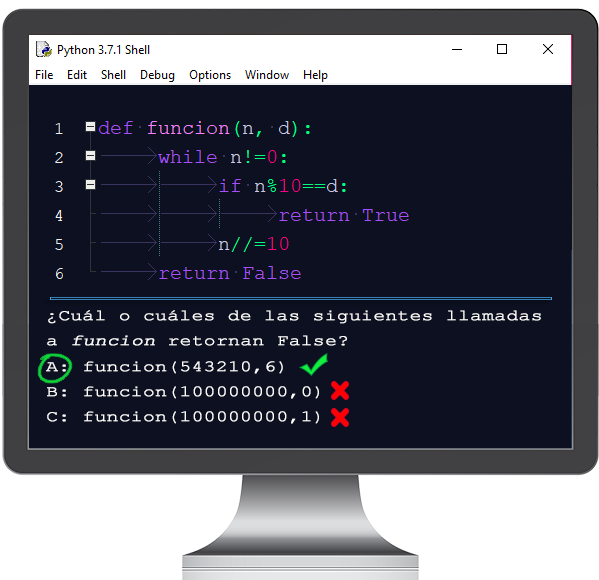 Python 3.7.1 Shell
File Edit Shell Debug Options Window Help
1 def funcion(n, d):
2 while n!=0:
3 if n%10==d:
4 return True
5 n//=10
6 return False
¿Cuál o cuáles de las siguientes llamadas
a funcion retornan False?
A: funcion(543210,6)
B: funcion(100000000,0)
C: funcion(100000000,1)